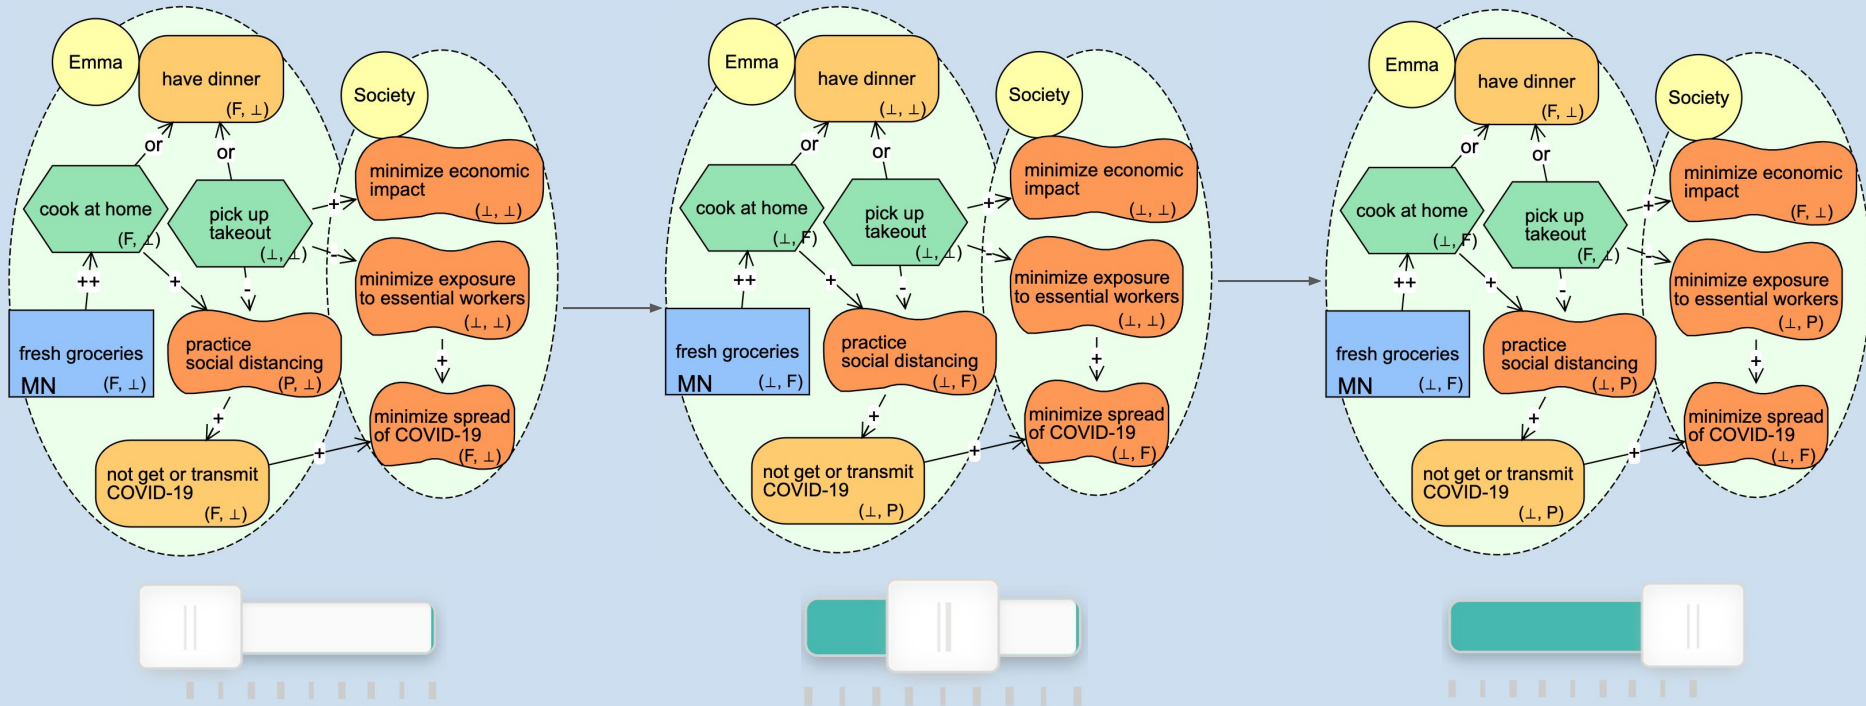 Emma
have dinner
(F, ⊥)
Society
or
or
minimize economic
impact
(⊥, ⊥)
cook at home
(F, ⊥)
pick up
takeout
(⊥, ⊥)
+
-
minimize exposure
to essential workers
(⊥, ⊥)
++
+
-
fresh groceries
MN
(F, ⊥)
practice
social distancing
(P, ⊥)
+
minimize spread
of COVID-19
(F, ⊥)
+
+
not get or transmit
COVID-19
(F, ⊥)
Emma
have dinner
(⊥, ⊥)
Society
or
or
minimize economic
impact
(⊥, ⊥)
cook at home
(⊥, F)
pick up
takeout
(⊥, ⊥)
+
-
minimize exposure
to essential workers
(⊥, ⊥)
++
+
-
fresh groceries
MN
(⊥, F)
practice
social distancing
(⊥, F)
+
minimize spread
of COVID-19
(⊥, F)
+
+
not get or transmit
COVID-19
(⊥, P)
Emma
have dinner
(F, ⊥)
Society
or
or
minimize economic
impact
(F, ⊥)
cook at home
(⊥, F)
pick up
takeout
(F, ⊥)
+
-
minimize exposure
to essential workers
(⊥, P)
++
+
-
fresh groceries
MN
(⊥, F)
practice
social distancing
(⊥, P)
+
minimize spread
of COVID-19
(⊥, F)
+
+
not get or transmit
COVID-19
(⊥, P)